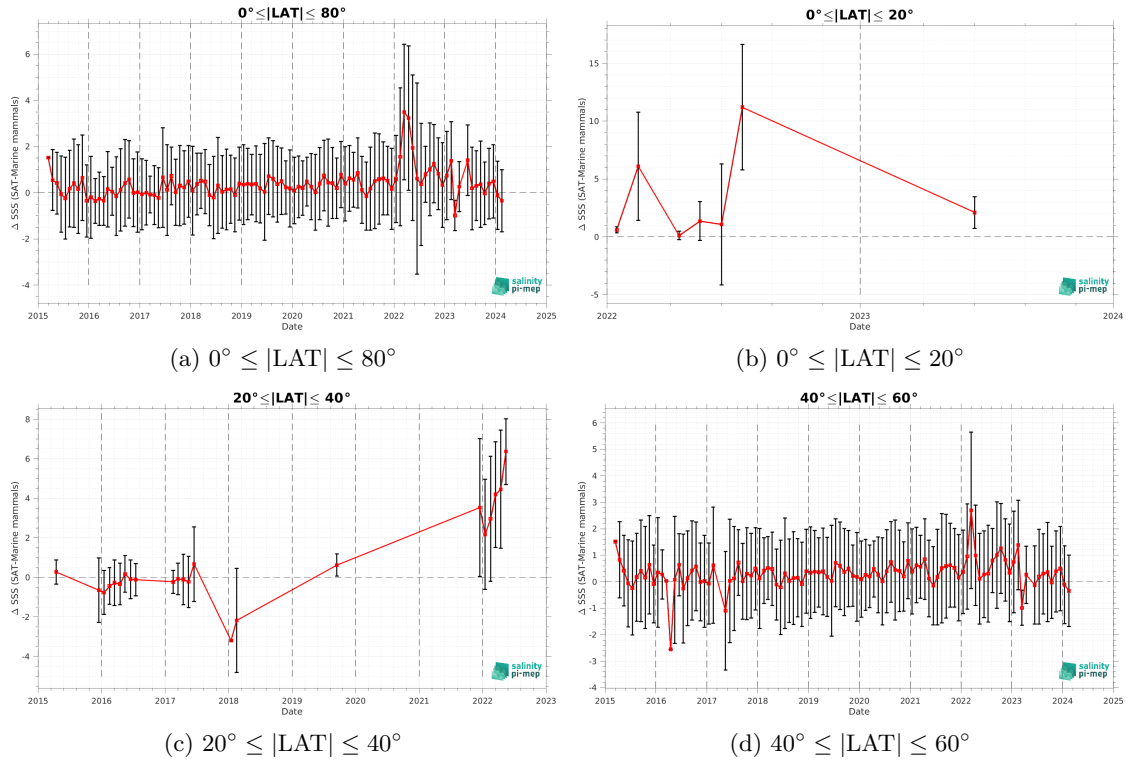 0°≤|LAT|≤ 80°
Δ SSS (SAT-Marine mammals)
6
4
2
0
-2
-4
2015 2016 2017 2018 2019 2020 2021 2022 2023 2024 2025
Date
salinity
pi-mep
(a) 0° ≤ |LAT| ≤ 80°
0°≤|LAT|≤ 20°
Δ SSS (SAT-Marine mammals)
15
10
5
0
-5
2022 2023 2024
Date
salinity
pi-mep
(b) 0° ≤ |LAT| ≤ 20°
20°≤|LAT|≤ 40°
Δ SSS (SAT-Marine mammals)
8
6
4
2
0
-2
-4
2015 2016 2017 2018 2019 2020 2021 2022 2023
Date
salinity
pi-mep
(c) 20° ≤ |LAT| ≤ 40°
40°≤|LAT|≤ 60°
Δ SSS (SAT-Marine mammals)
6
5
4
3
2
1
0
-1
-2
-3
-4
2015 2016 2017 2018 2019 2020 2021 2022 2023 2024 2025
Date
salinity
pi-mep
(d) 40° ≤ |LAT| ≤ 60°